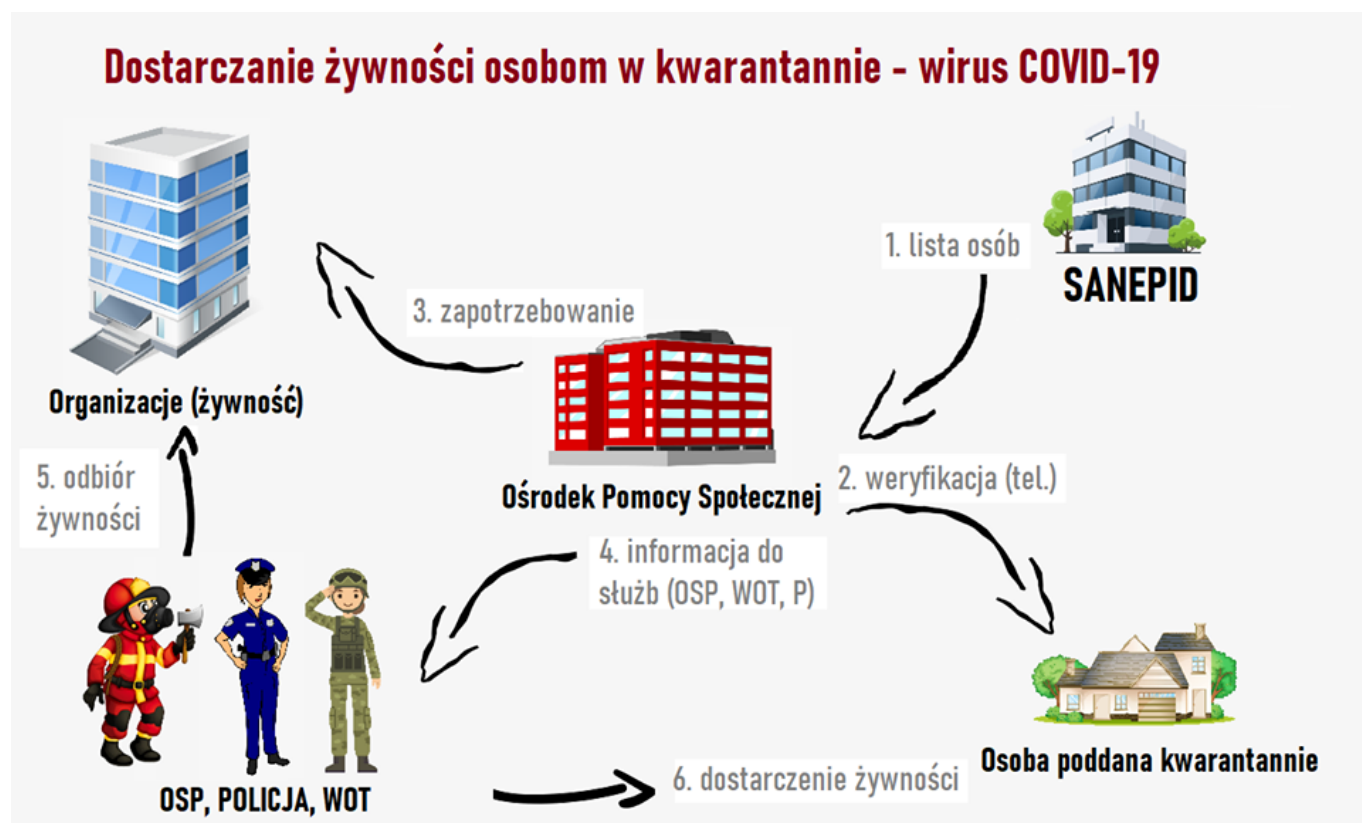 Dostarczanie żywności osobom w kwarantannie - wirus COVID-19
1. lista osób
SANEPID
3. zapotrzebowanie
Organizacje (żywność)
5. odbiór
żywności
Ośrodek Pomocy Społecznej
2. weryfikacja (tel.)
4. informacja do
służb (OSP, WOT, P)
OSP, POLICJA, WOT
6. dostarczenie żywności
Osoba poddana kwarantannie